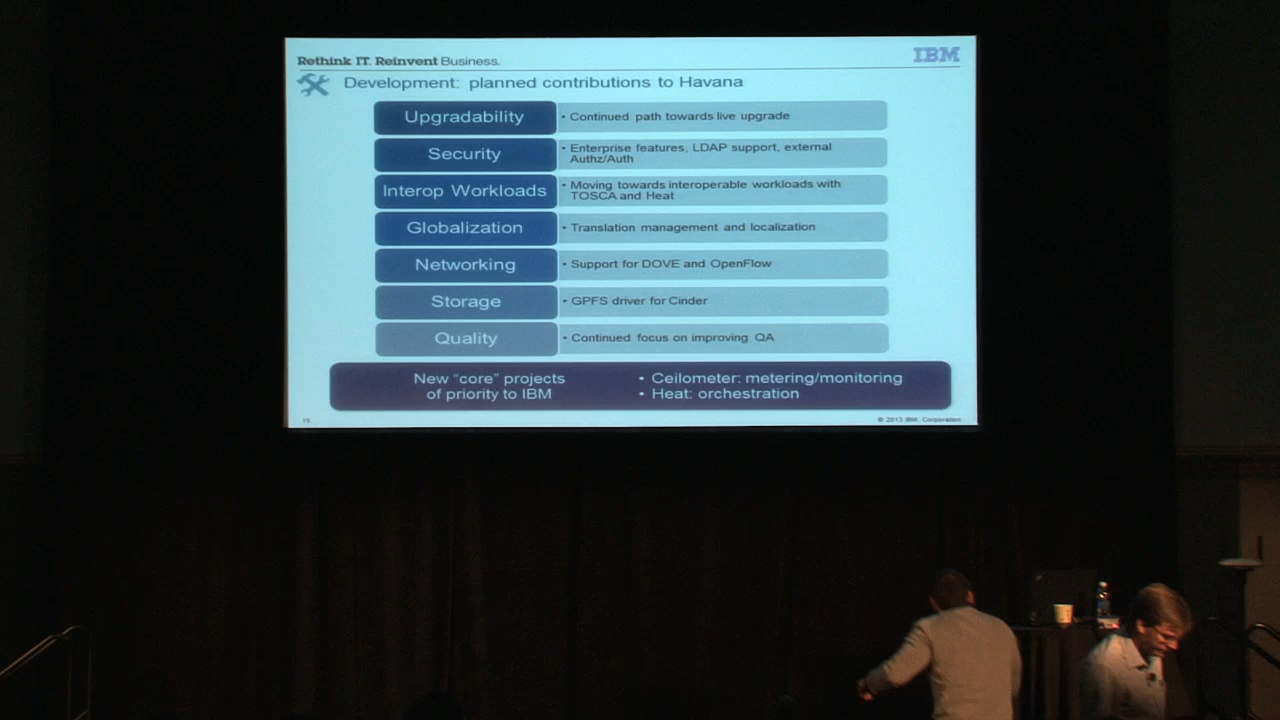 Rethink IT. Reinvent Business.
IBM
Development: planned contributions to Havana
Upgradability
• Continued path towards live upgrade
Security
• Enterprise features, LDAP support, external
Authz/Auth
Interop Workloads
• Moving towards interoperable workloads with
TOSCA and Heat
Globalization
• Translation management and localization
Networking
• Support for DOVE and OpenFlow
Storage
• GPFS driver for Cinder
Quality
• Continued focus on improving QA
New "core" projects
of priority to IBM
• Ceilometer: metering/monitoring
• Heat: orchestration
© 2013 IBM Corporation